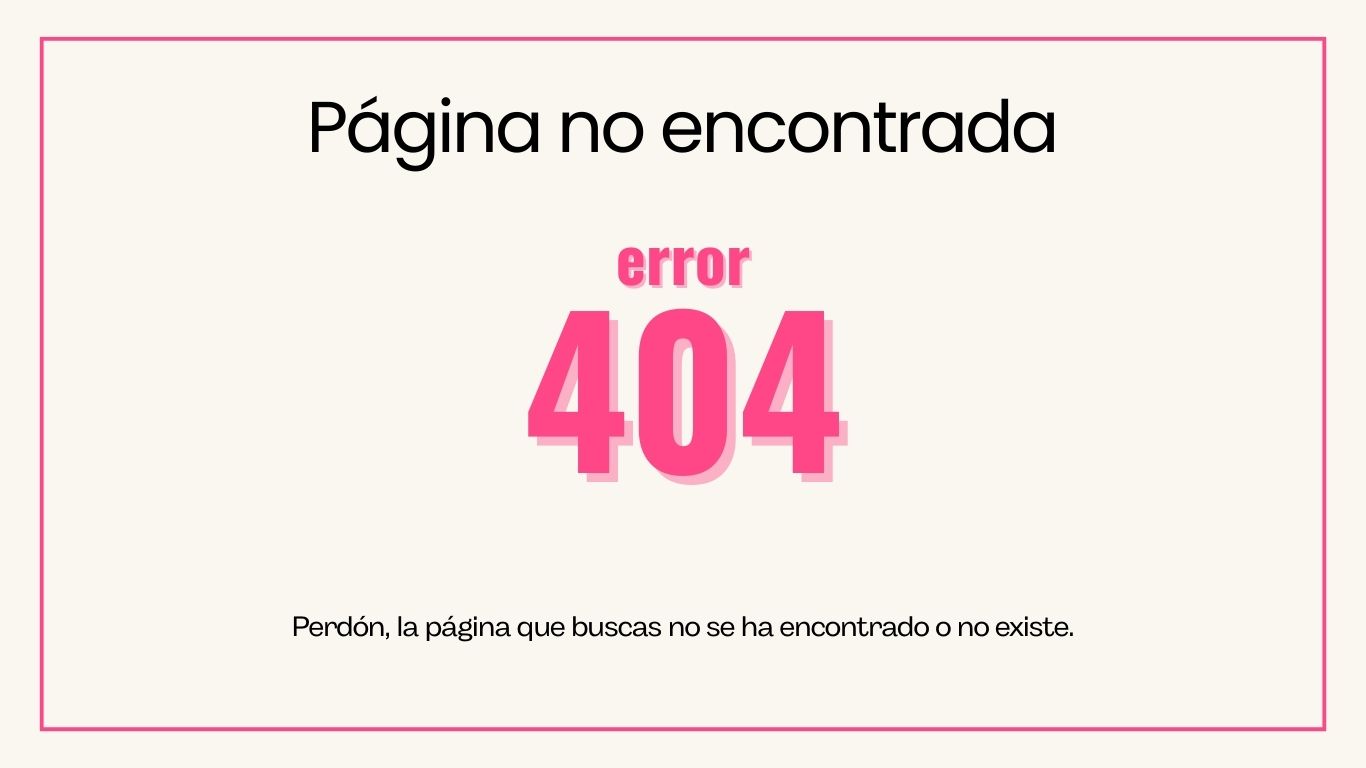 Página no encontrada
error
404
Perdón, la página que buscas no se ha encontrado o no existe.